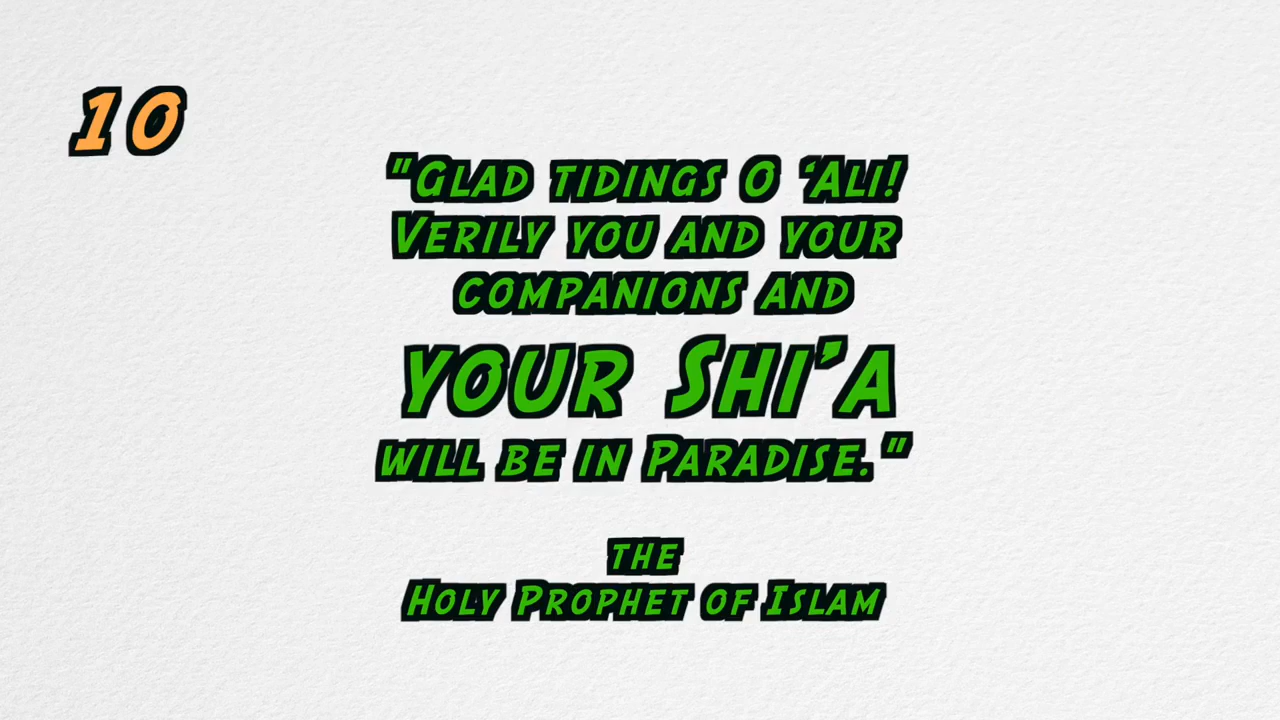 10
"Glad tidings O ‘Ali!
Verily you and your
companions and
your Shi’a
will be in Paradise."
the
Holy Prophet of Islam